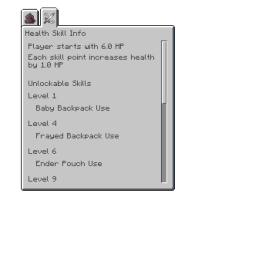 Health Skill Info
Player starts with 6.0 HP
Each skill point increases health
by 1.0 HP
Unlockable Skills
Level 1
Baby Backpack Use
Level 4
Frayed Backpack Use
Level 6
Ender Pouch Use
Level 9